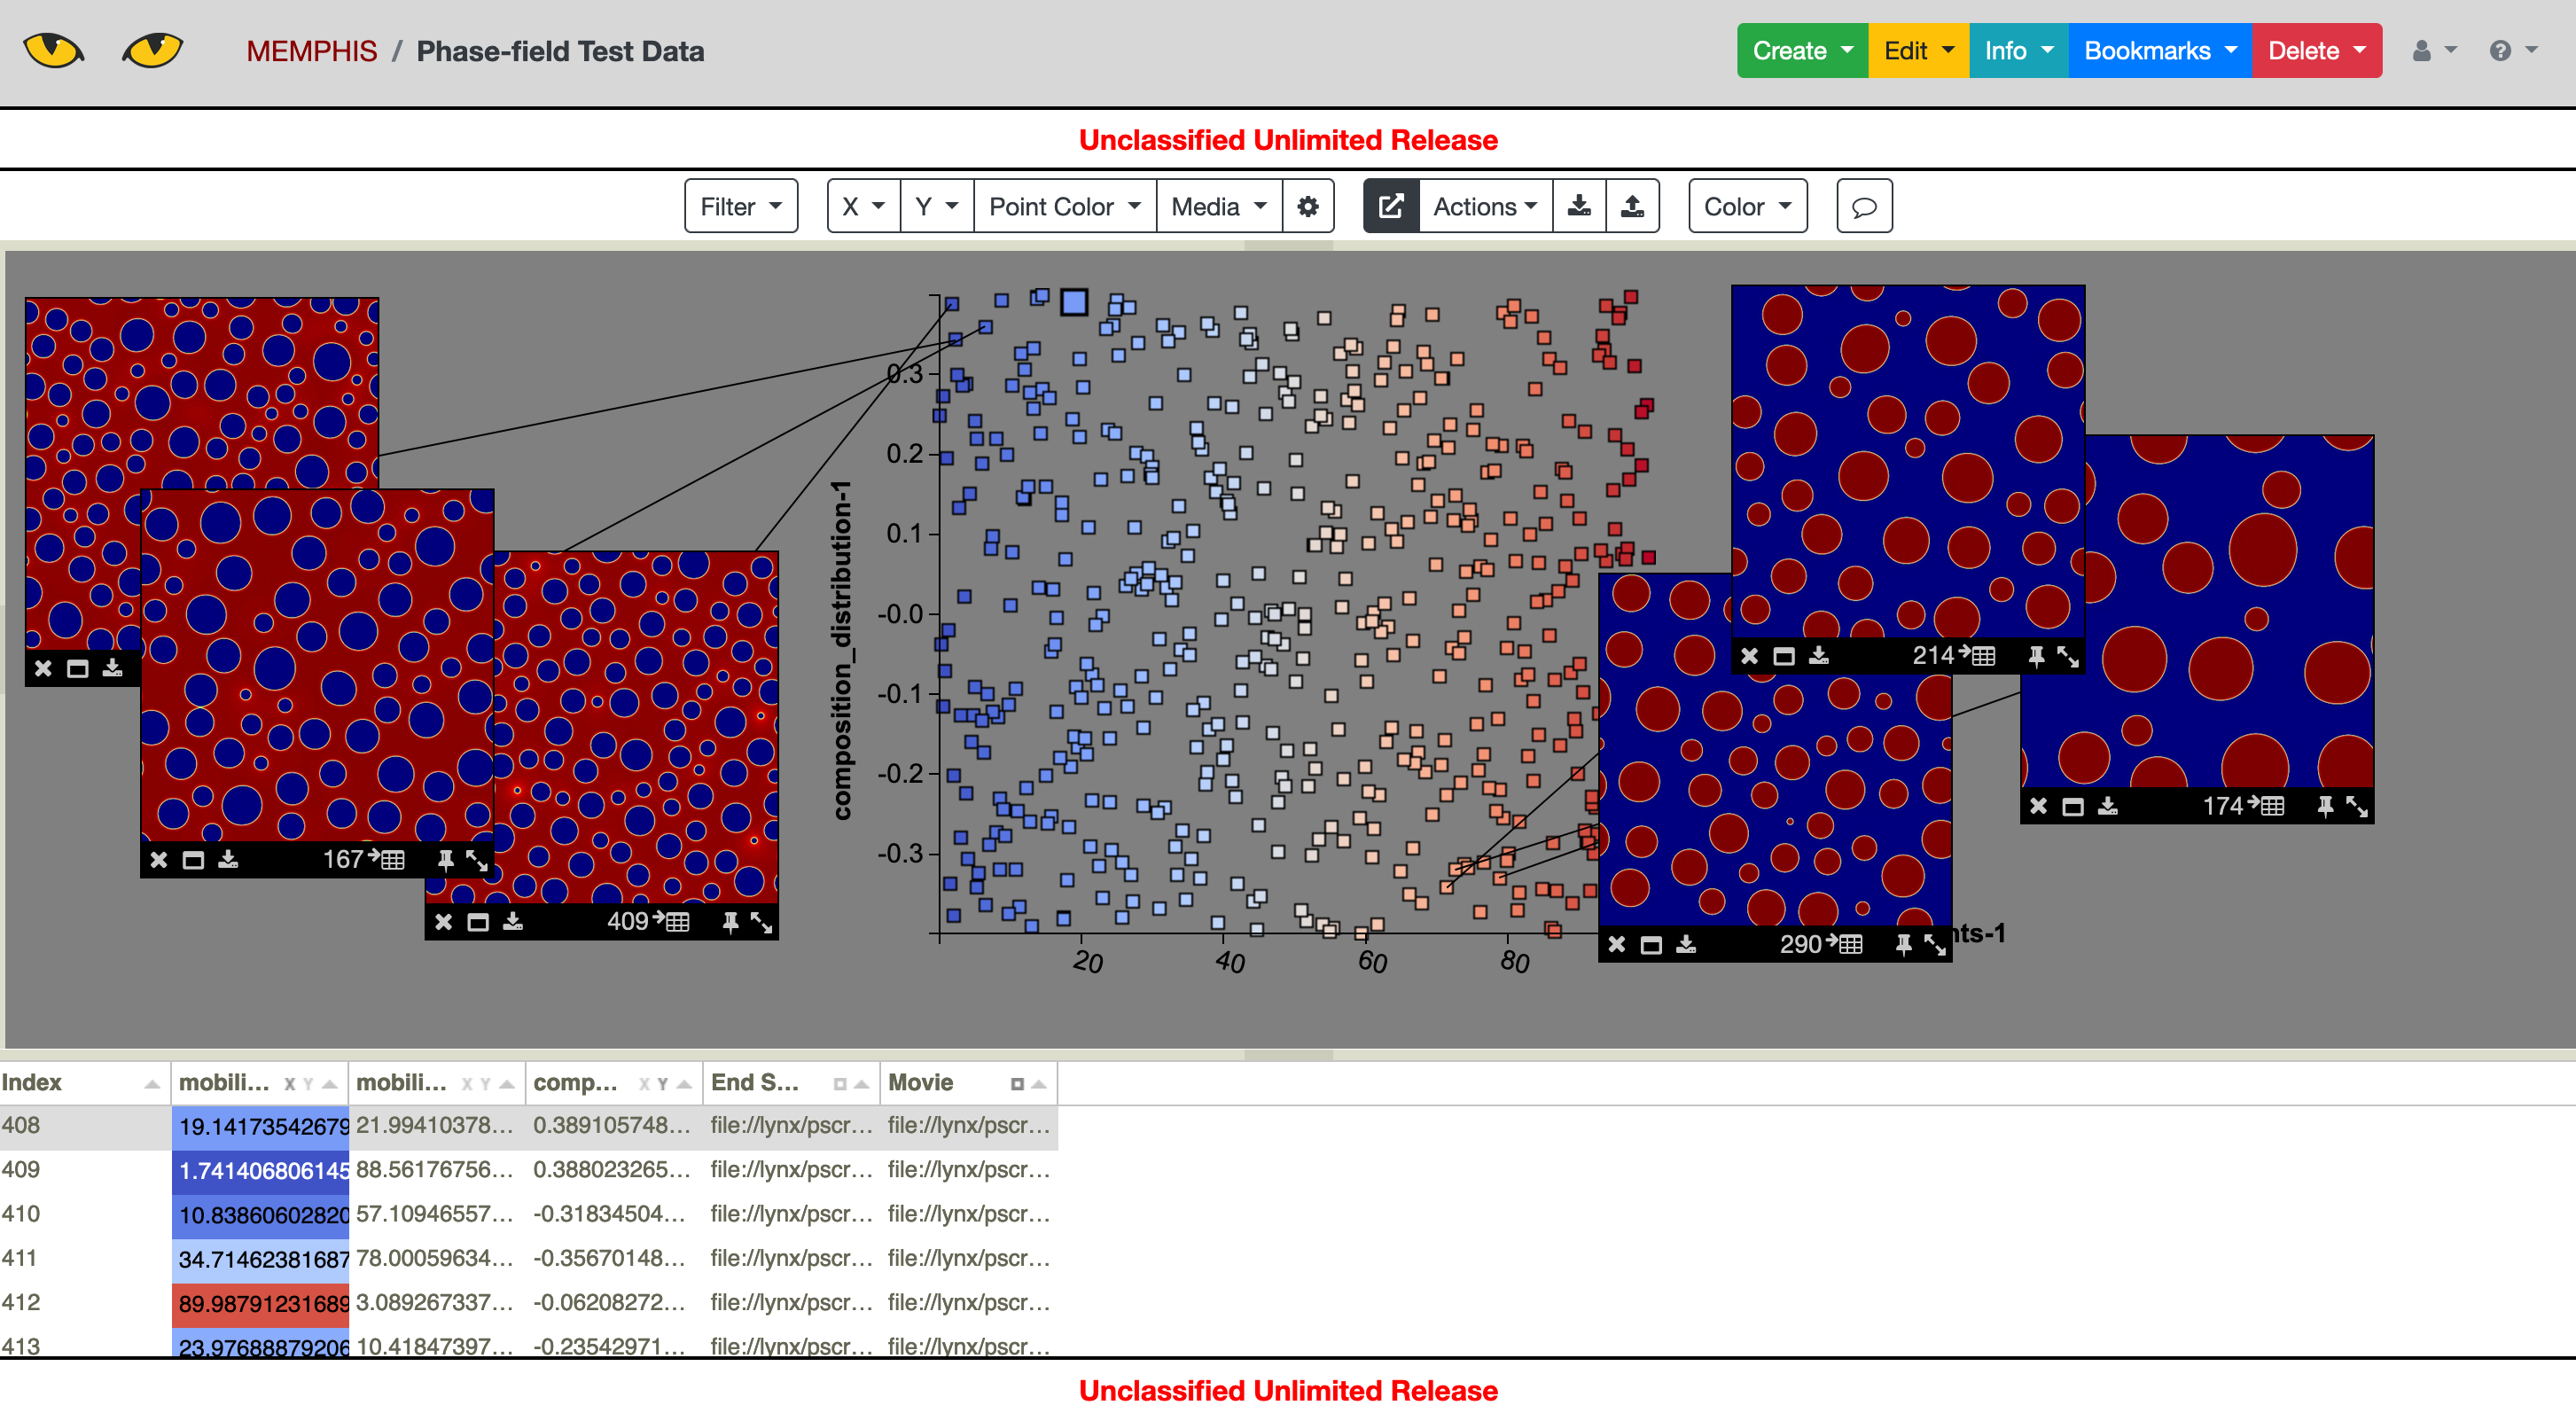 MEMPHIS / Phase-field Test Data
Create Edit Info Bookmarks Delete
Unclassified Unlimited Release
Filter X Y Point Color Media Actions Color
0.3
0.2
0.1
-0.0
-0.1
-0.2
-0.3
composition_distribution-1
20 40 60 80
nts-1
167
409
214
174
290
Index mobili... X Y mobili... X Y comp... X Y End S... Movie
408 19.14173542679 21.99410378... 0.389105748... file://lynx/pscr... file://lynx/pscr...
409 1.741406806145 88.56176756... 0.388023265... file://lynx/pscr... file://lynx/pscr...
410 10.83860602820 57.10946557... -0.31834504... file://lynx/pscr... file://lynx/pscr...
411 34.71462381687 78.00059634... -0.35670148... file://lynx/pscr... file://lynx/pscr...
412 89.98791231689 3.089267337... -0.06208272... file://lynx/pscr... file://lynx/pscr...
413 23.97688879206 10.41847397... -0.23542971... file://lynx/pscr... file://lynx/pscr...
Unclassified Unlimited Release